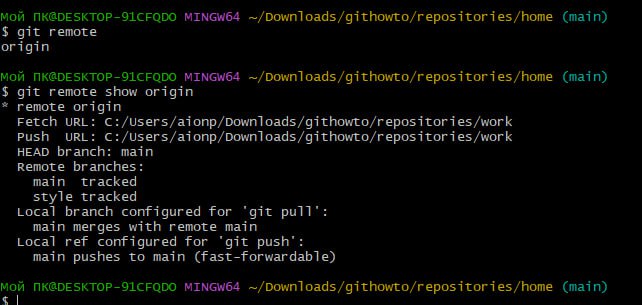 Мой ПК@DESKTOP-91CFQDO MINGW64 ~/Downloads/githowto/repositories/home (main)
$ git remote
origin
Мой ПК@DESKTOP-91CFQDO MINGW64 ~/Downloads/githowto/repositories/home (main)
$ git remote show origin
* remote origin
  Fetch URL: C:/Users/aionp/Downloads/githowto/repositories/work
  Push  URL: C:/Users/aionp/Downloads/githowto/repositories/work
  HEAD branch: main
  Remote branches:
    main  tracked
    style tracked
  Local branch configured for 'git pull':
    main merges with remote main
  Local ref configured for 'git push':
    main pushes to main (fast-forwardable)
Мой ПК@DESKTOP-91CFQDO MINGW64 ~/Downloads/githowto/repositories/home (main)
$